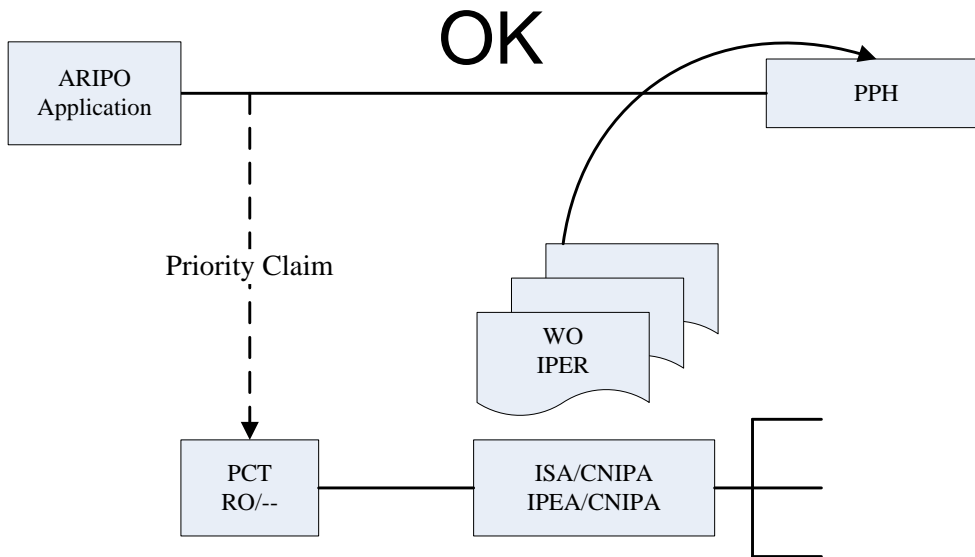 OK
ARIPO
Application
PPH
Priority Claim
WO
IPER
PCT
RO/--
ISA/CNIPA
IPEA/CNIPA